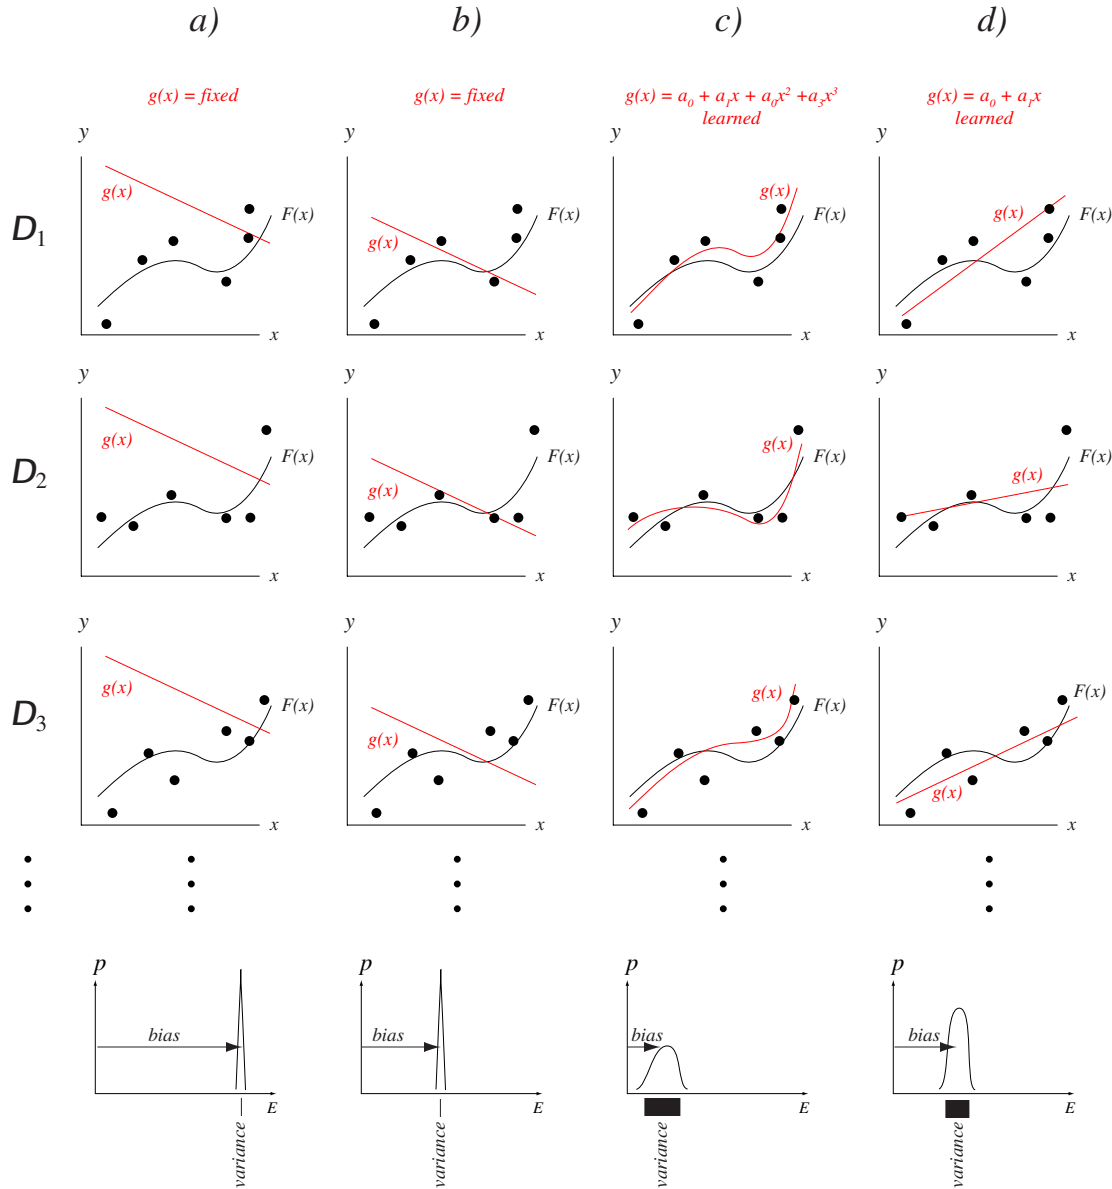 a) b) c) d)
g(x) = fixed g(x) = fixed g(x) = a₀ + a₁x + a₀x² +a₃x³ g(x) = a₀ + a₁x
learned learned
y y y y
D₁ g(x) F(x) g(x) F(x) g(x) F(x) g(x) F(x)
x x x x
y y y y
D₂ g(x) F(x) g(x) F(x) g(x) F(x) g(x) F(x)
x x x x
y y y y
D₃ g(x) F(x) g(x) F(x) g(x) F(x) g(x) F(x)
x x x x
p p p p
bias bias bias bias
E E E E
variance variance variance variance